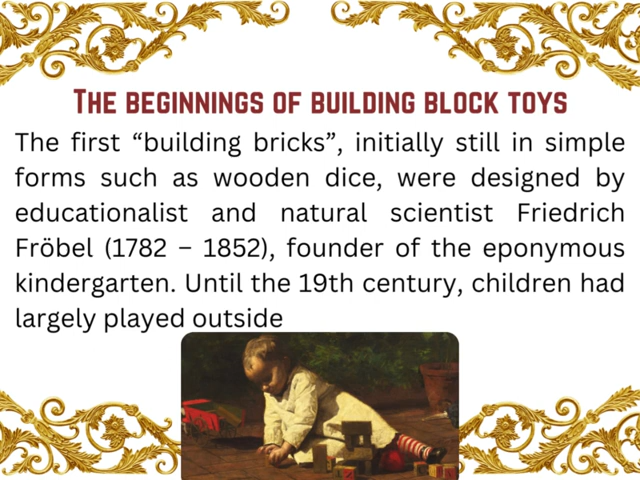 THE BEGINNINGS OF BUILDING BLOCK TOYS
The first “building bricks”, initially still in simple
forms such as wooden dice, were designed by
educationalist and natural scientist Friedrich
Fröbel (1782 – 1852), founder of the eponymous
kindergarten. Until the 19th century, children had
largely played outside